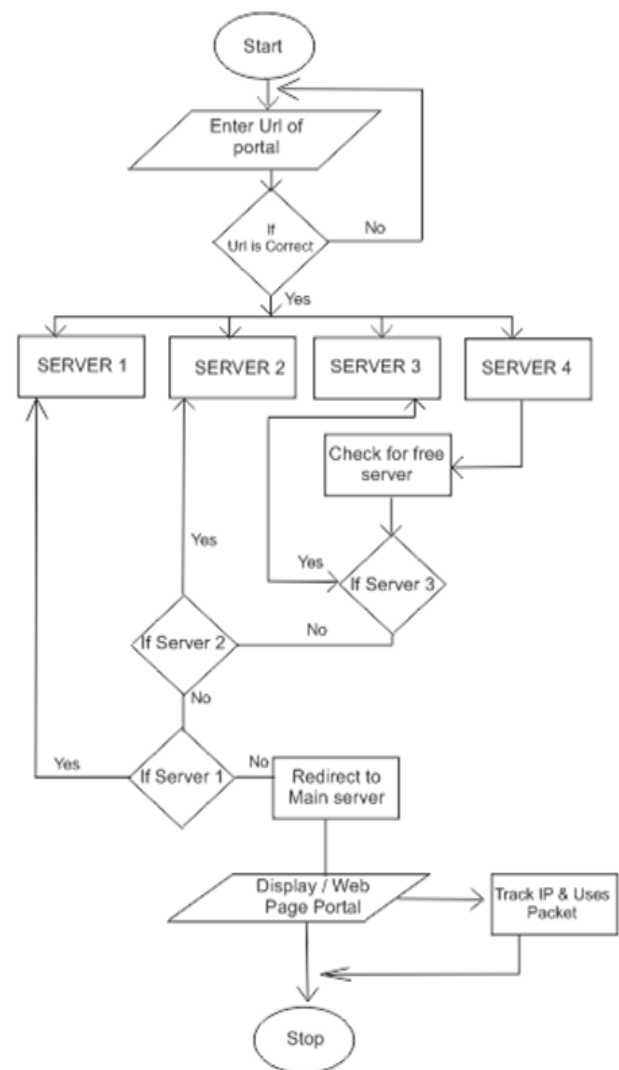 Start
Enter Url of
portal
If
Url is Correct
No
Yes
SERVER 1
SERVER 2
SERVER 3
SERVER 4
Check for free
server
Yes
Yes
If Server 3
No
If Server 2
No
Yes
If Server 1
No
Redirect to
Main server
Display / Web
Page Portal
Track IP & Uses
Packet
Stop